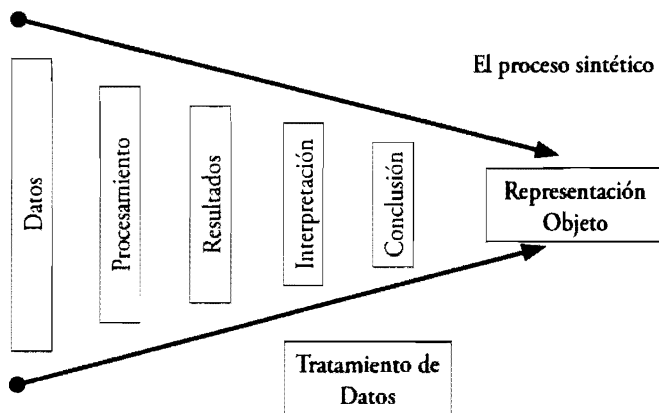 El proceso sintético
Datos
Procesamiento
Resultados
Interpretación
Conclusión
Representación
Objeto
Tratamiento de
Datos